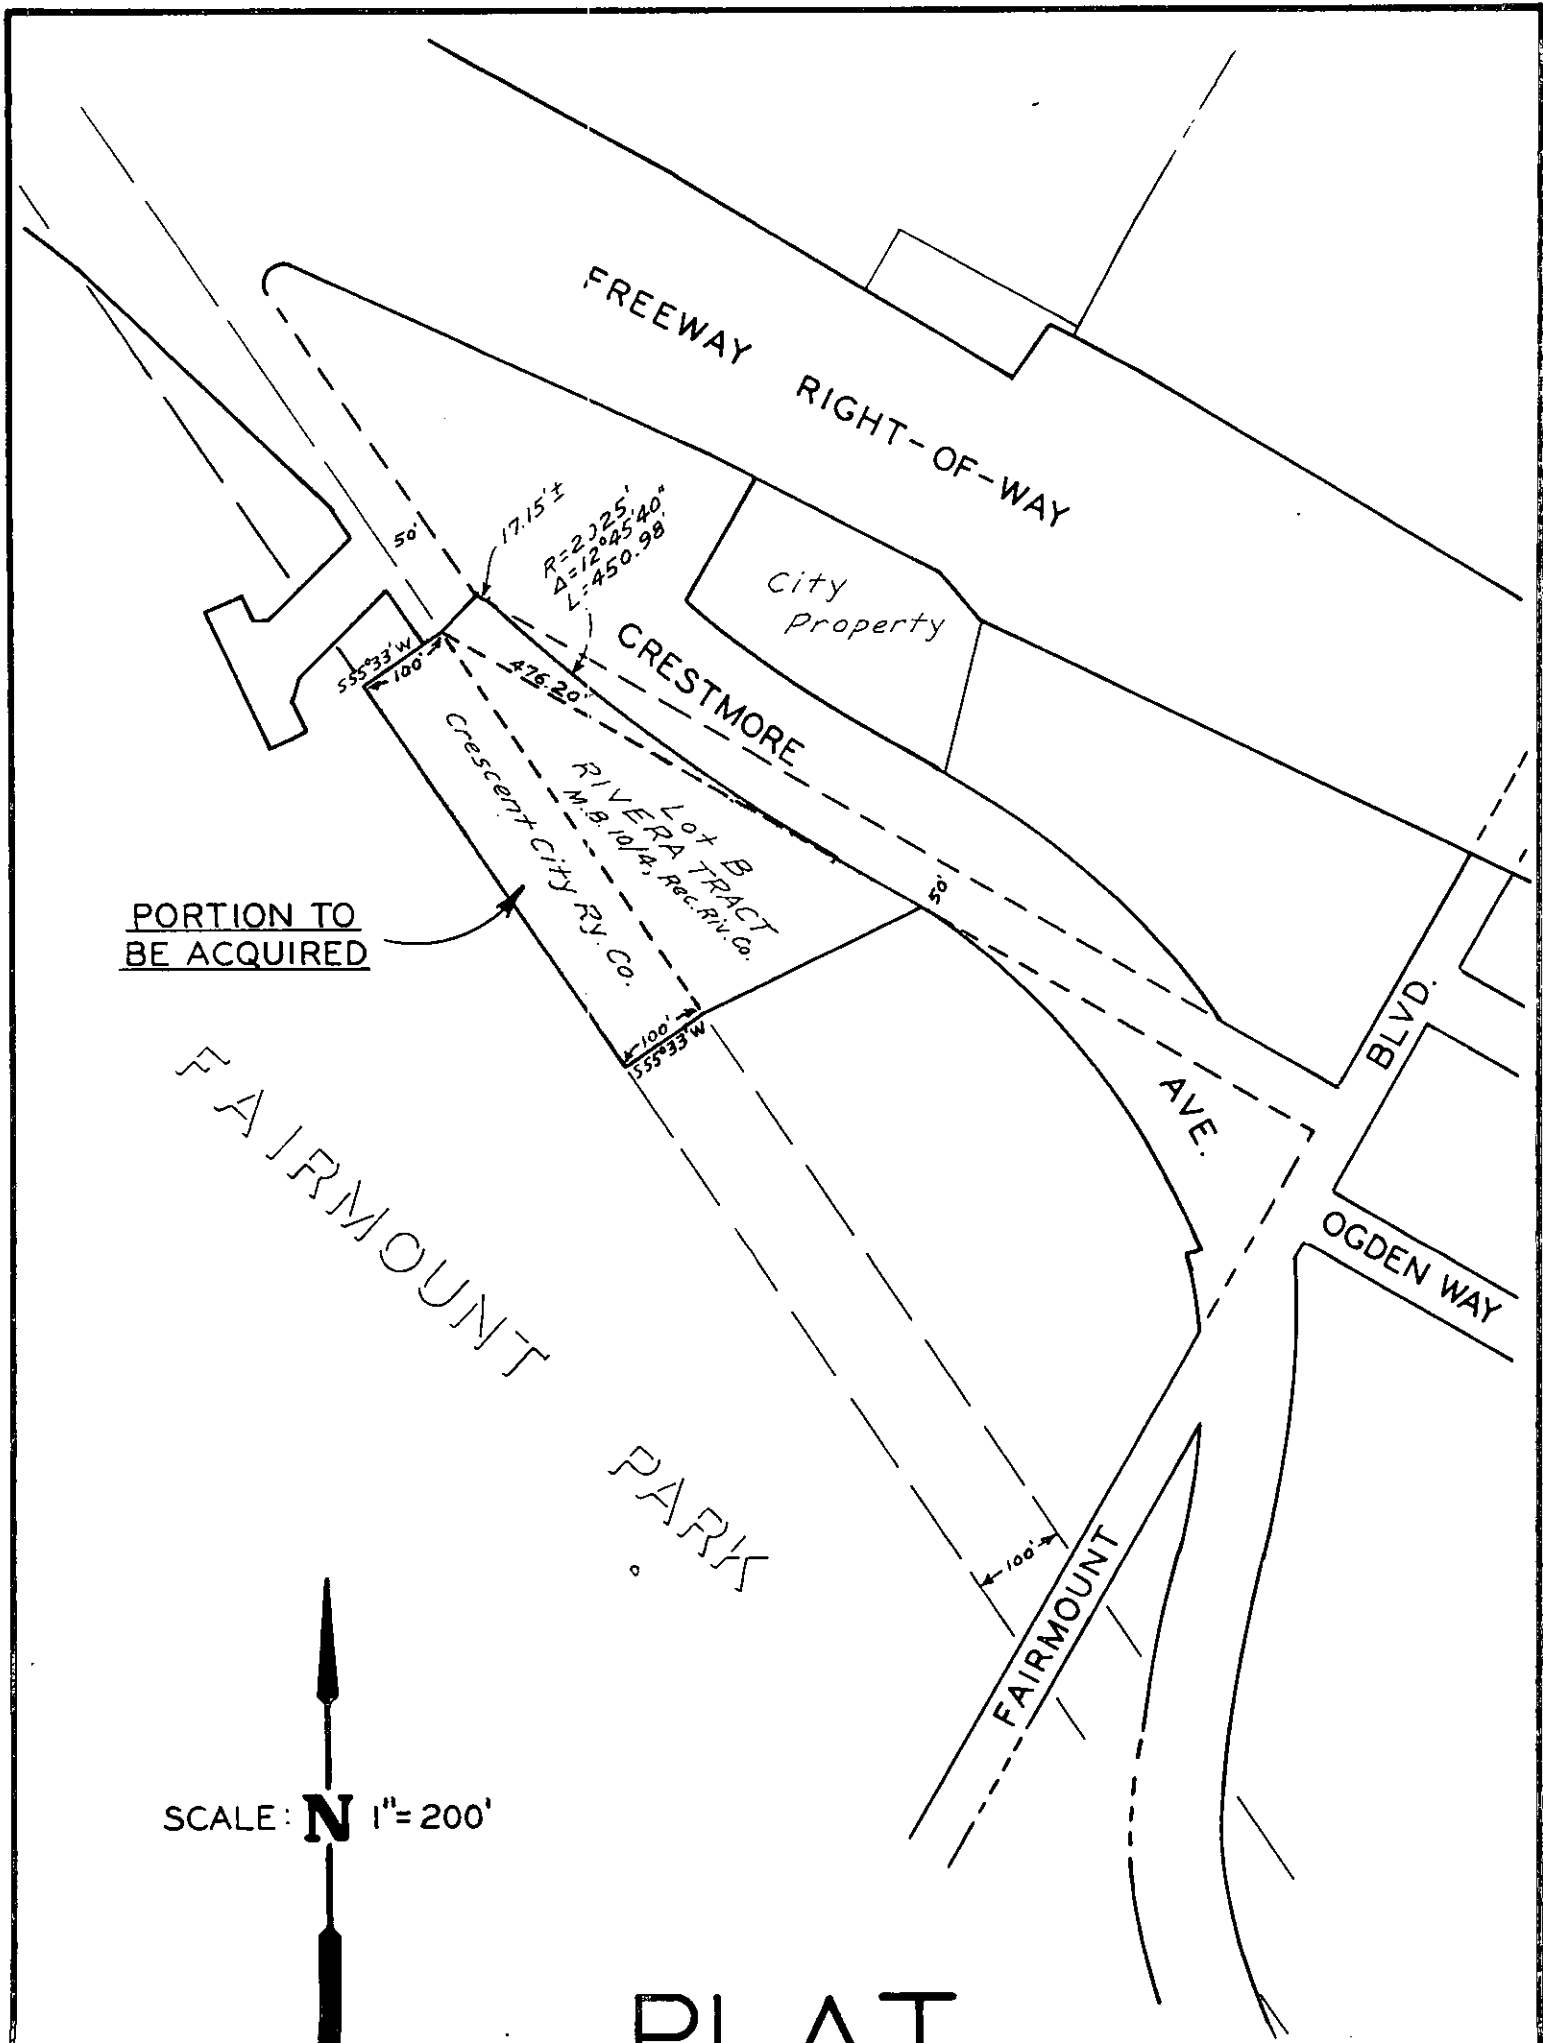 FREEWAY RIGHT-OF-WAY
50'
17.15'±
R=2025'
Δ=12°45'40"
L=450.98'
City
Property
CRESTMORE
S55°33'W
100'
476.20'
Crescent City Ry. Co.
Lot B
RIVERA TRACT
M.B. 10/4, Rec. Riv. Co.
50'
PORTION TO
BE ACQUIRED
100'
S55°33'W
BLVD.
AVE.
OGDEN WAY
FAIRMOUNT
PARK
100'
FAIRMOUNT
SCALE: N 1"=200'
PLAT